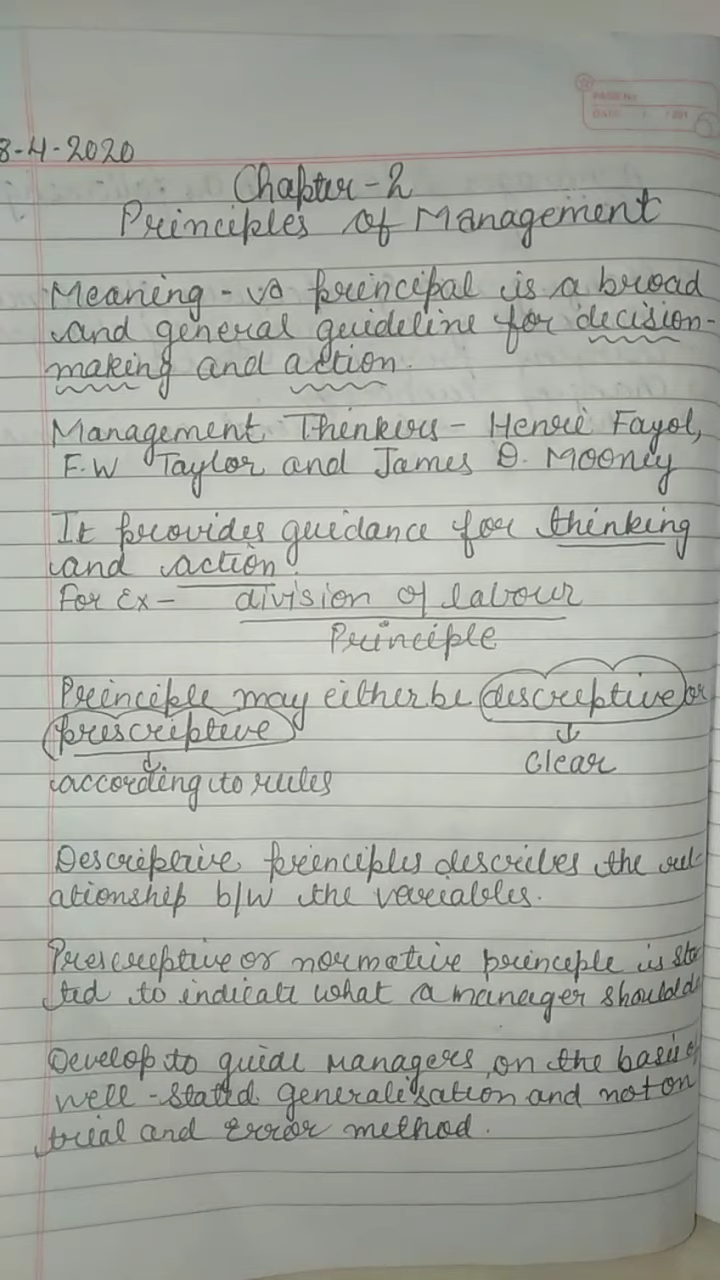 8-4-2020
PAGE No
DATE
Chapter-2
Principles of Management
Meaning - A principal is a broad
and general guideline for decision-
making and action.
Management Thinkers - Henri Fayol,
F.W Taylor and James D. Mooney
It provides guidance for thinking
and action.
For Ex- division of labour
Principle
Principle may either be descriptive or
prescriptive
Clear
according to rules
Descriptive principles describes the rel-
ationship b/w the variables.
Prescreptive or normative principle is sta
ted to indicate what a manager should d
Develop to guide managers on the basis of
well-stated generalisation and not on
trial and error method.